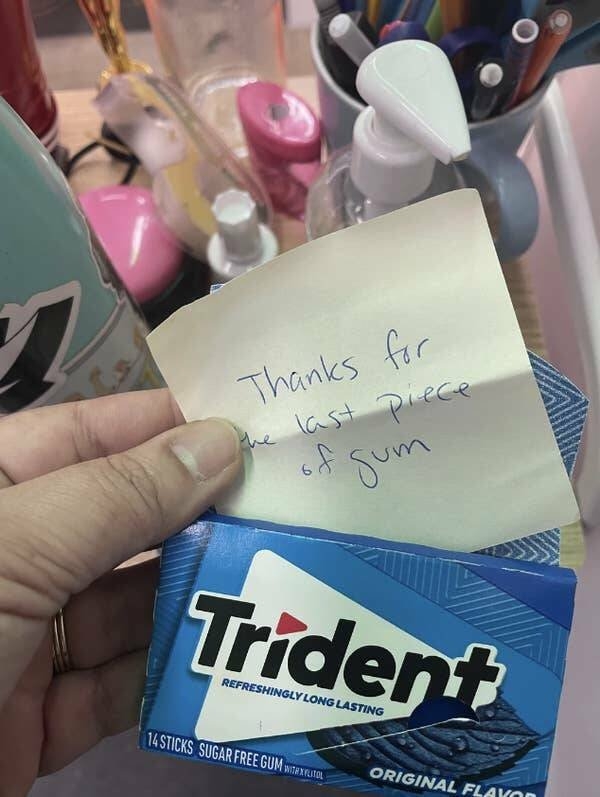 Thanks for
the last piece
of gum
Trident
REFRESHINGLY LONG LASTING
14 STICKS SUGAR FREE GUM WITH XYLITOL
ORIGINAL FLAVOR